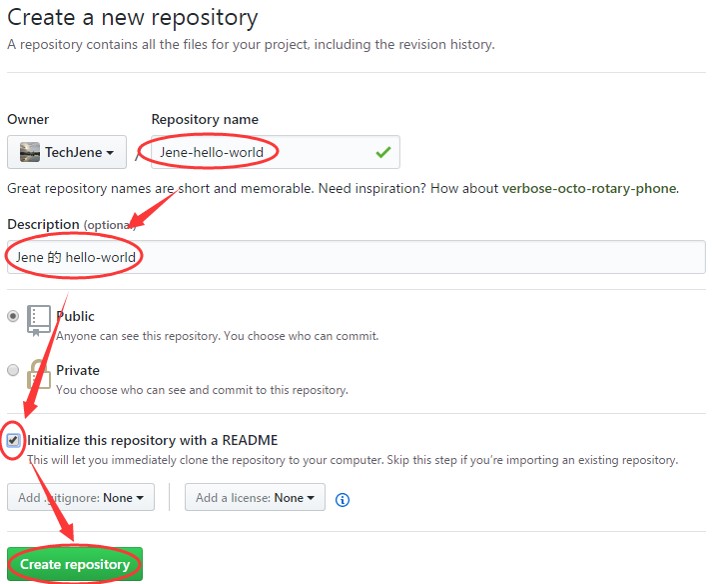 Create a new repository
A repository contains all the files for your project, including the revision history.
Owner
Repository name
TechJene
/
Jene-hello-world
Great repository names are short and memorable. Need inspiration? How about verbose-octo-rotary-phone.
Description (optional)
Jene 的 hello-world
Public
Anyone can see this repository. You choose who can commit.
Private
You choose who can see and commit to this repository.
Initialize this repository with a README
This will let you immediately clone the repository to your computer. Skip this step if you’re importing an existing repository.
Add .gitignore: None
Add a license: None
Create repository